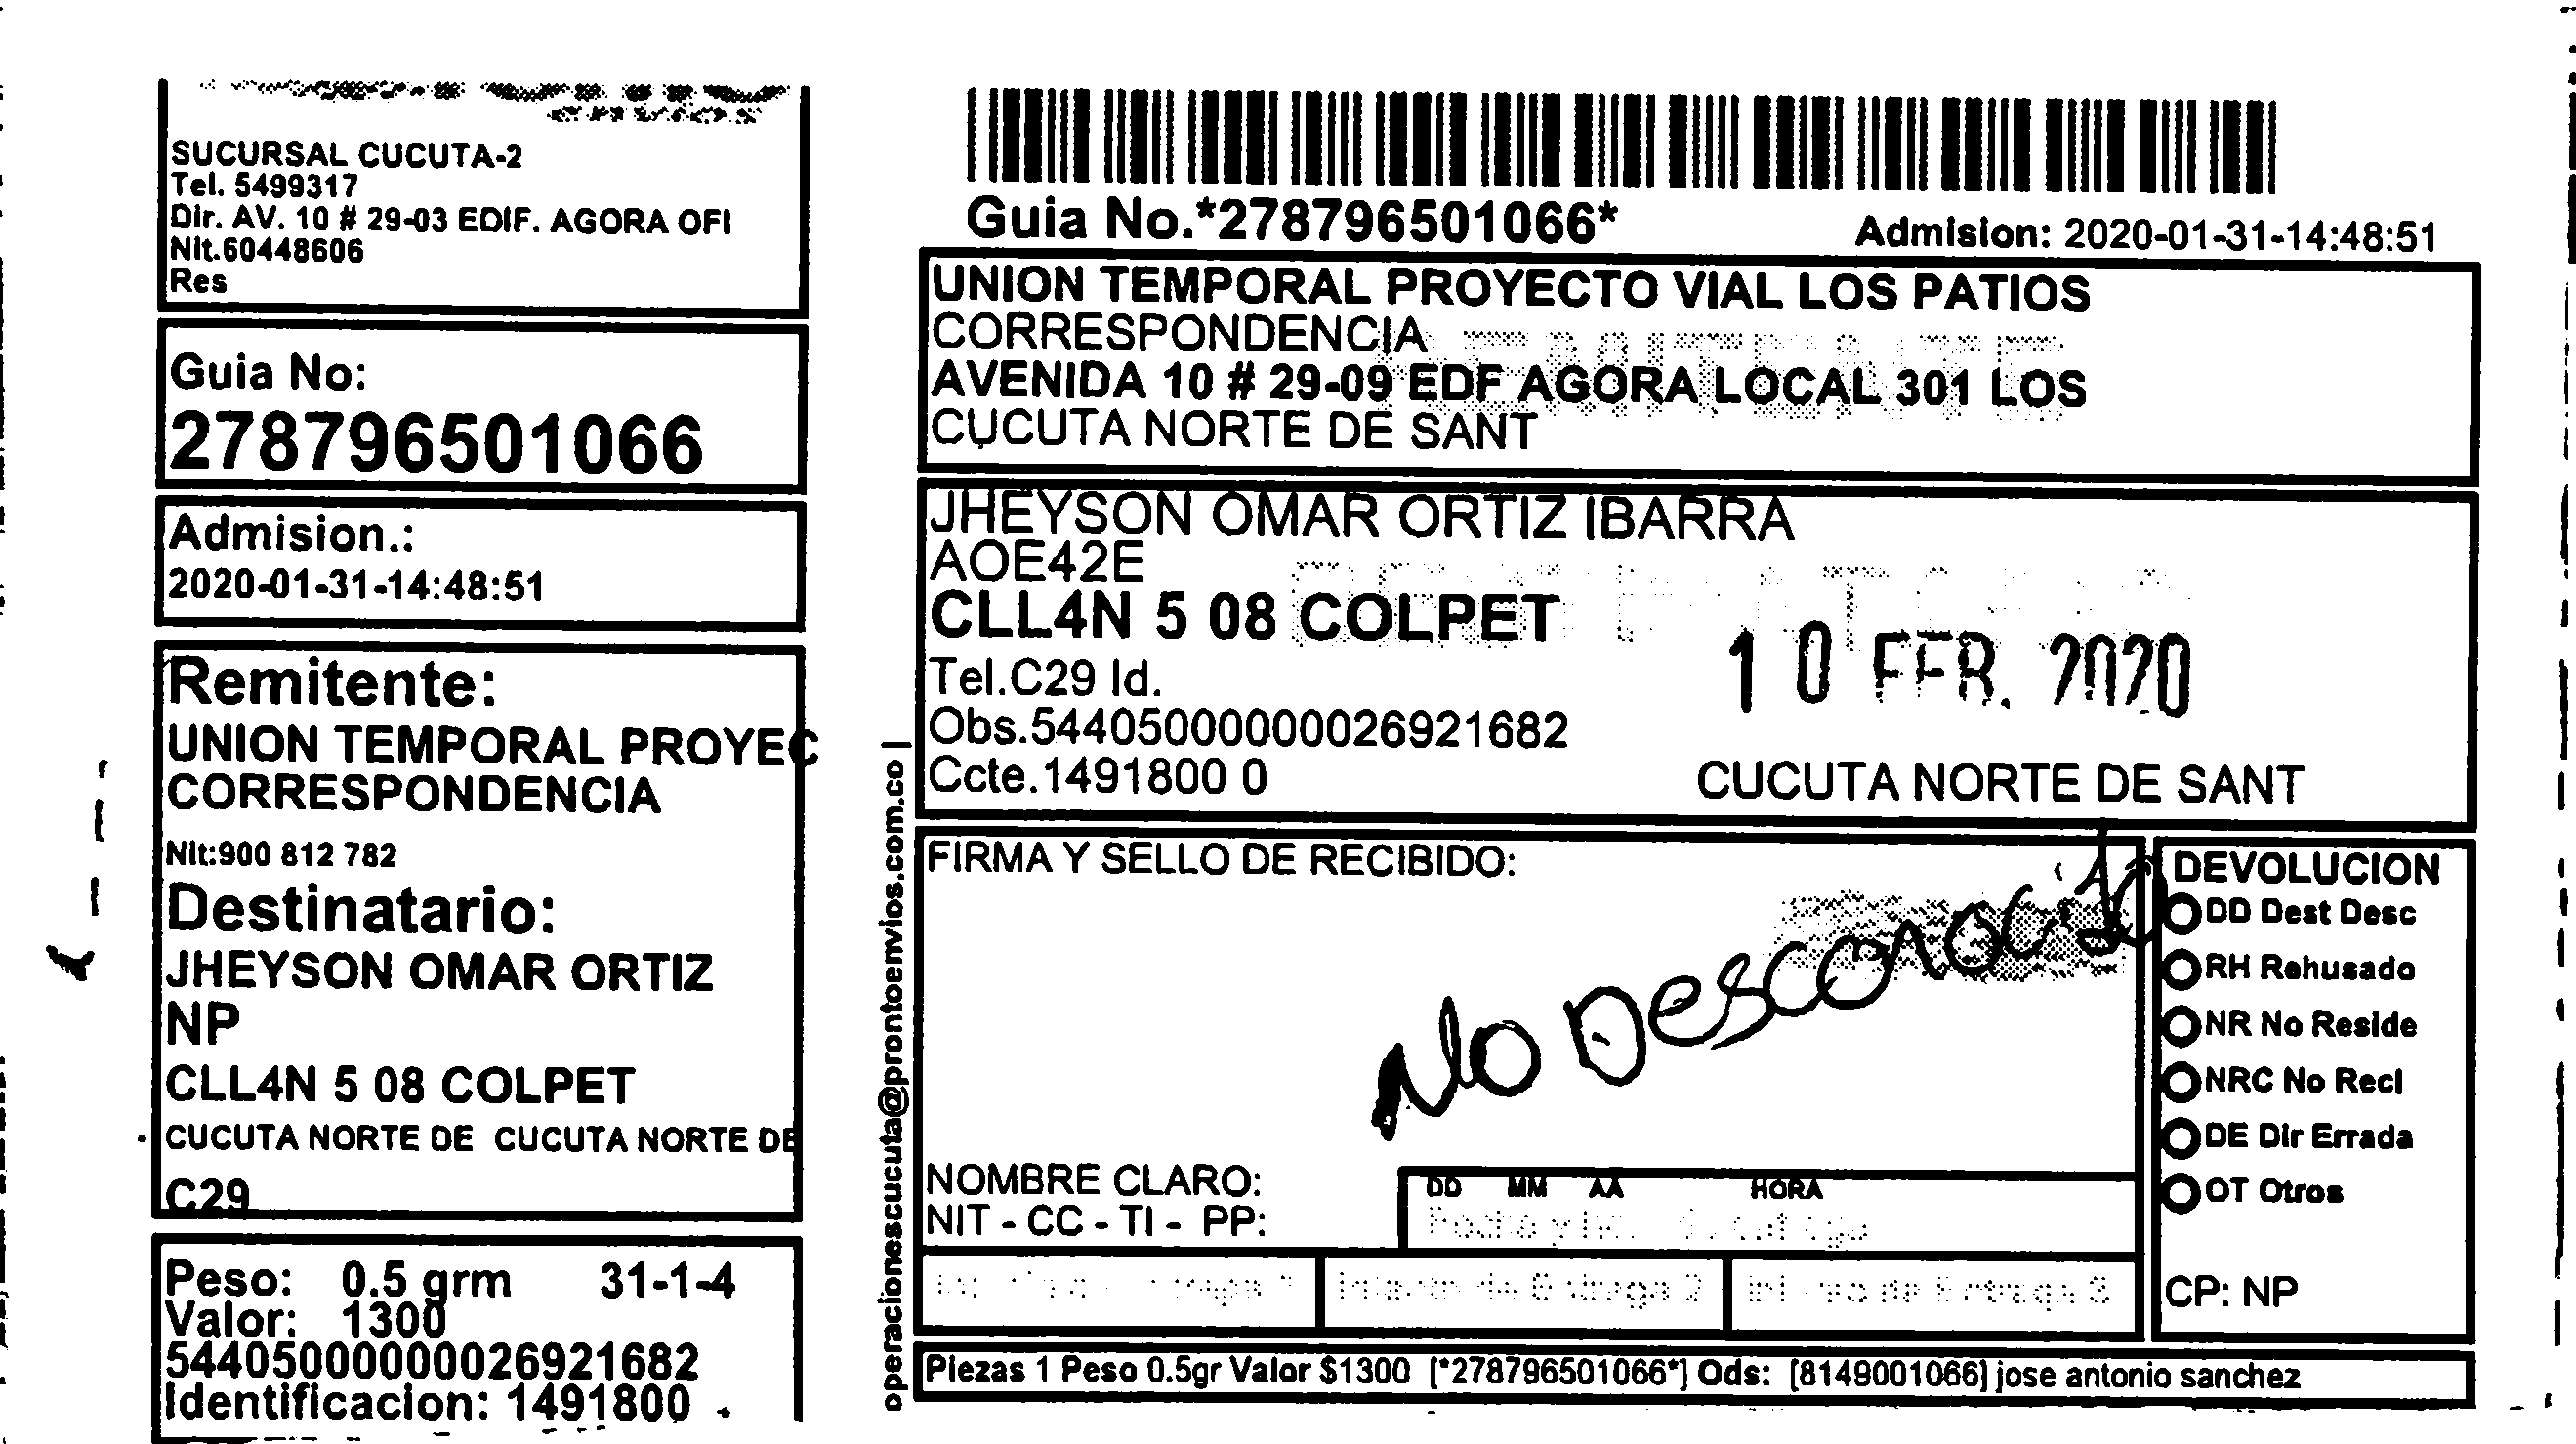 SUCURSAL CUCUTA-2
Tel. 5499317
Dir. AV. 10 # 29-03 EDIF. AGORA OFI
Nit.60448606
Res
Guia No:
278796501066
Admision.:
2020-01-31-14:48:51
Remitente:
UNION TEMPORAL PROYEC
CORRESPONDENCIA
Nit:900 812 782
Destinatario:
JHEYSON OMAR ORTIZ
NP
CLL4N 5 08 COLPET
CUCUTA NORTE DE CUCUTA NORTE DE
C29
Peso: 0.5 grm 31-1-4
Valor: 1300
544050000000026921682
Identificacion: 1491800
operacionescucuta@prontoenvios.com.co
Guia No.*278796501066*
Admision: 2020-01-31-14:48:51
UNION TEMPORAL PROYECTO VIAL LOS PATIOS
CORRESPONDENCIA
AVENIDA 10 # 29-09 EDF AGORA LOCAL 301 LOS
CUCUTA NORTE DE SANT
JHEYSON OMAR ORTIZ IBARRA
AOE42E
CLL4N 5 08 COLPET
Tel.C29 Id.
10 FEB. 2020
Obs.544050000000026921682
Ccte.1491800 0
CUCUTA NORTE DE SANT
FIRMA Y SELLO DE RECIBIDO:
No Desconocido
NOMBRE CLARO:
NIT - CC - TI - PP:
DD MM AA HORA
DEVOLUCION
DD Dest Desc
RH Rehusado
NR No Reside
NRC No Recl
DE Dir Errada
OT Otros
CP: NP
Piezas 1 Peso 0.5gr Valor $1300 [*278796501066*] Ods: [8149001066] jose antonio sanchez